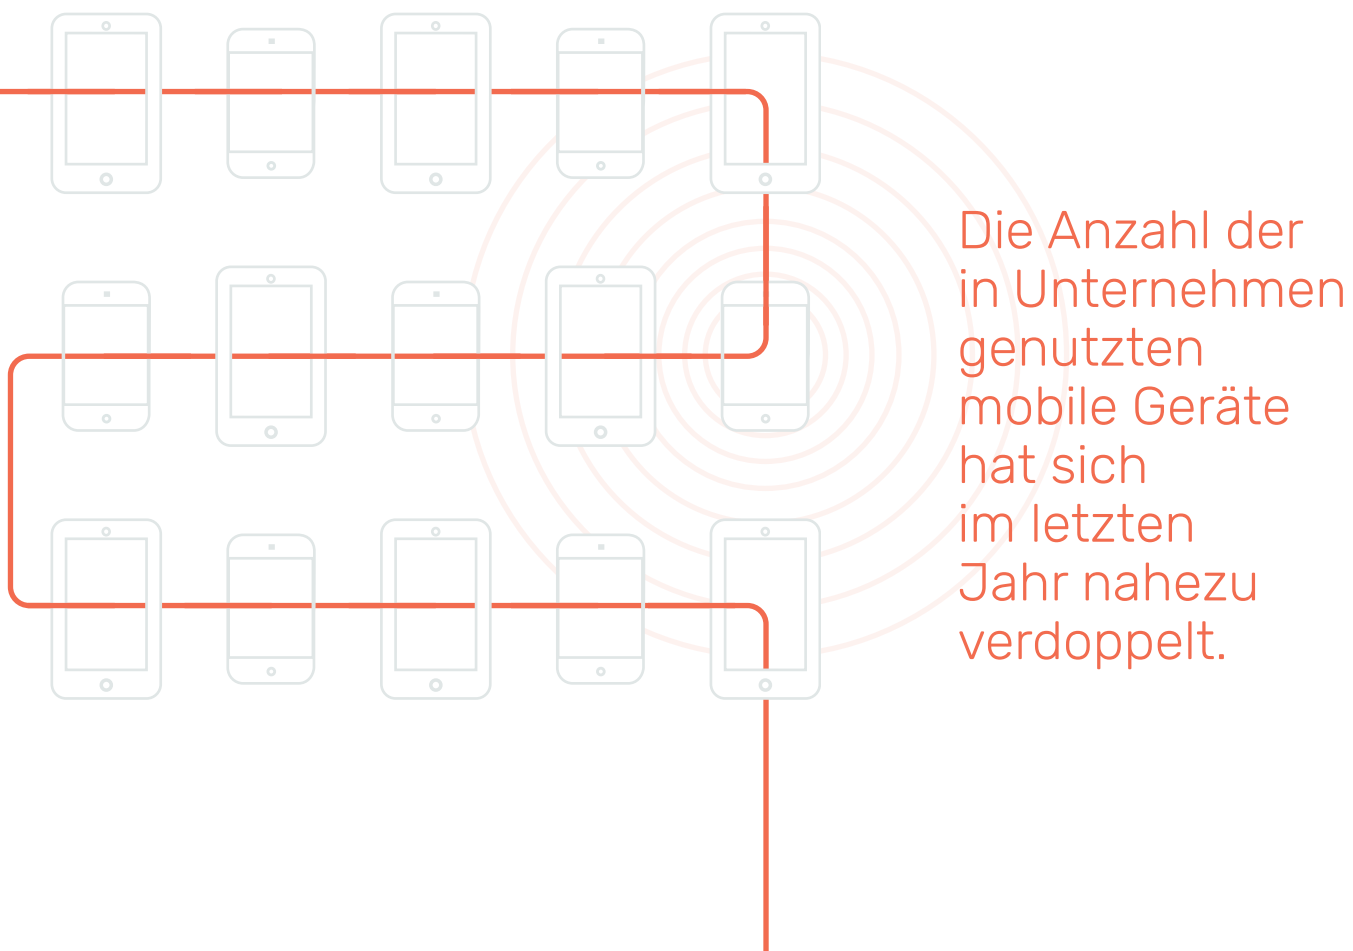 Die Anzahl der
in Unternehmen
genutzten
mobile Geräte
hat sich
im letzten
Jahr nahezu
verdoppelt.